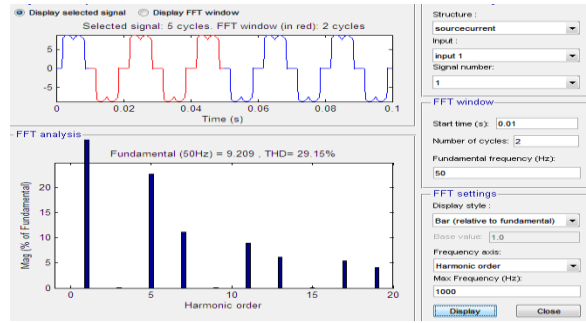 Display selected signal Display FFT window
Selected signal: 5 cycles. FFT window (in red): 2 cycles
5
0
-5
0 0.02 0.04 0.06 0.08 0.1
Time (s)
FFT analysis
Fundamental (50Hz) = 9.209 , THD= 29.15%
Mag (% of Fundamental)
20
15
10
5
0
0 5 10 15 20
Harmonic order
Structure :
sourcecurrent
Input :
input 1
Signal number:
1
FFT window
Start time (s): 0.01
Number of cycles: 2
Fundamental frequency (Hz):
50
FFT settings
Display style :
Bar (relative to fundamental)
Base value: 1.0
Frequency axis:
Harmonic order
Max Frequency (Hz):
1000
Display Close